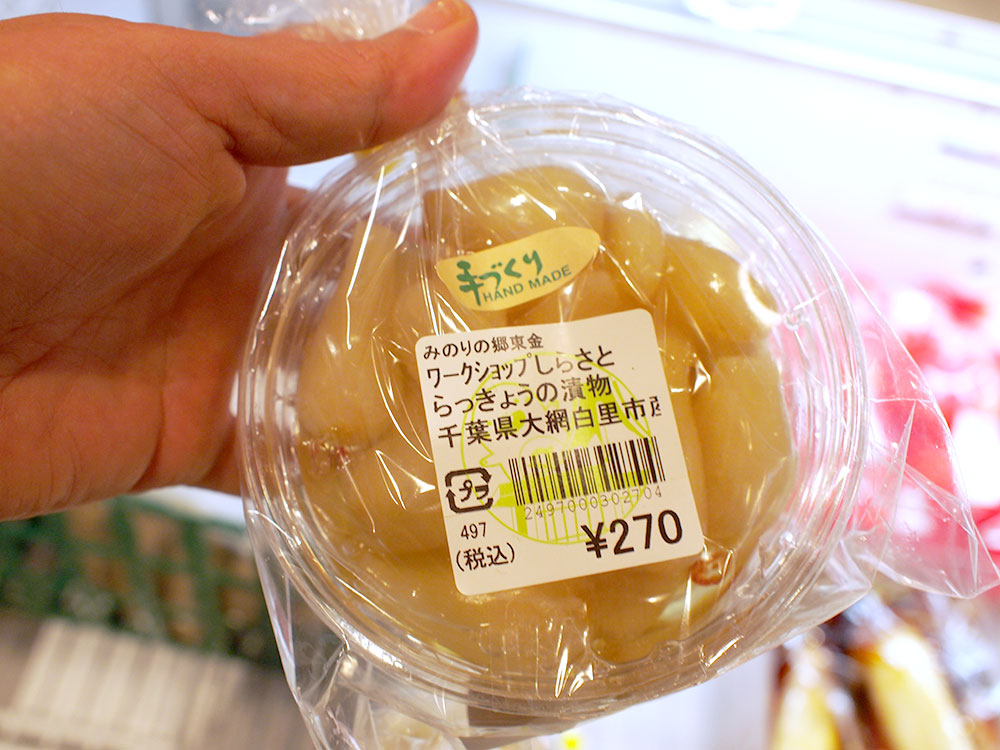 手づくり
HAND MADE
みのりの郷東金
ワークショップしらさと
らっきょうの漬物
千葉県大網白里市
プラ
2497000302704
497
(税込)
¥270